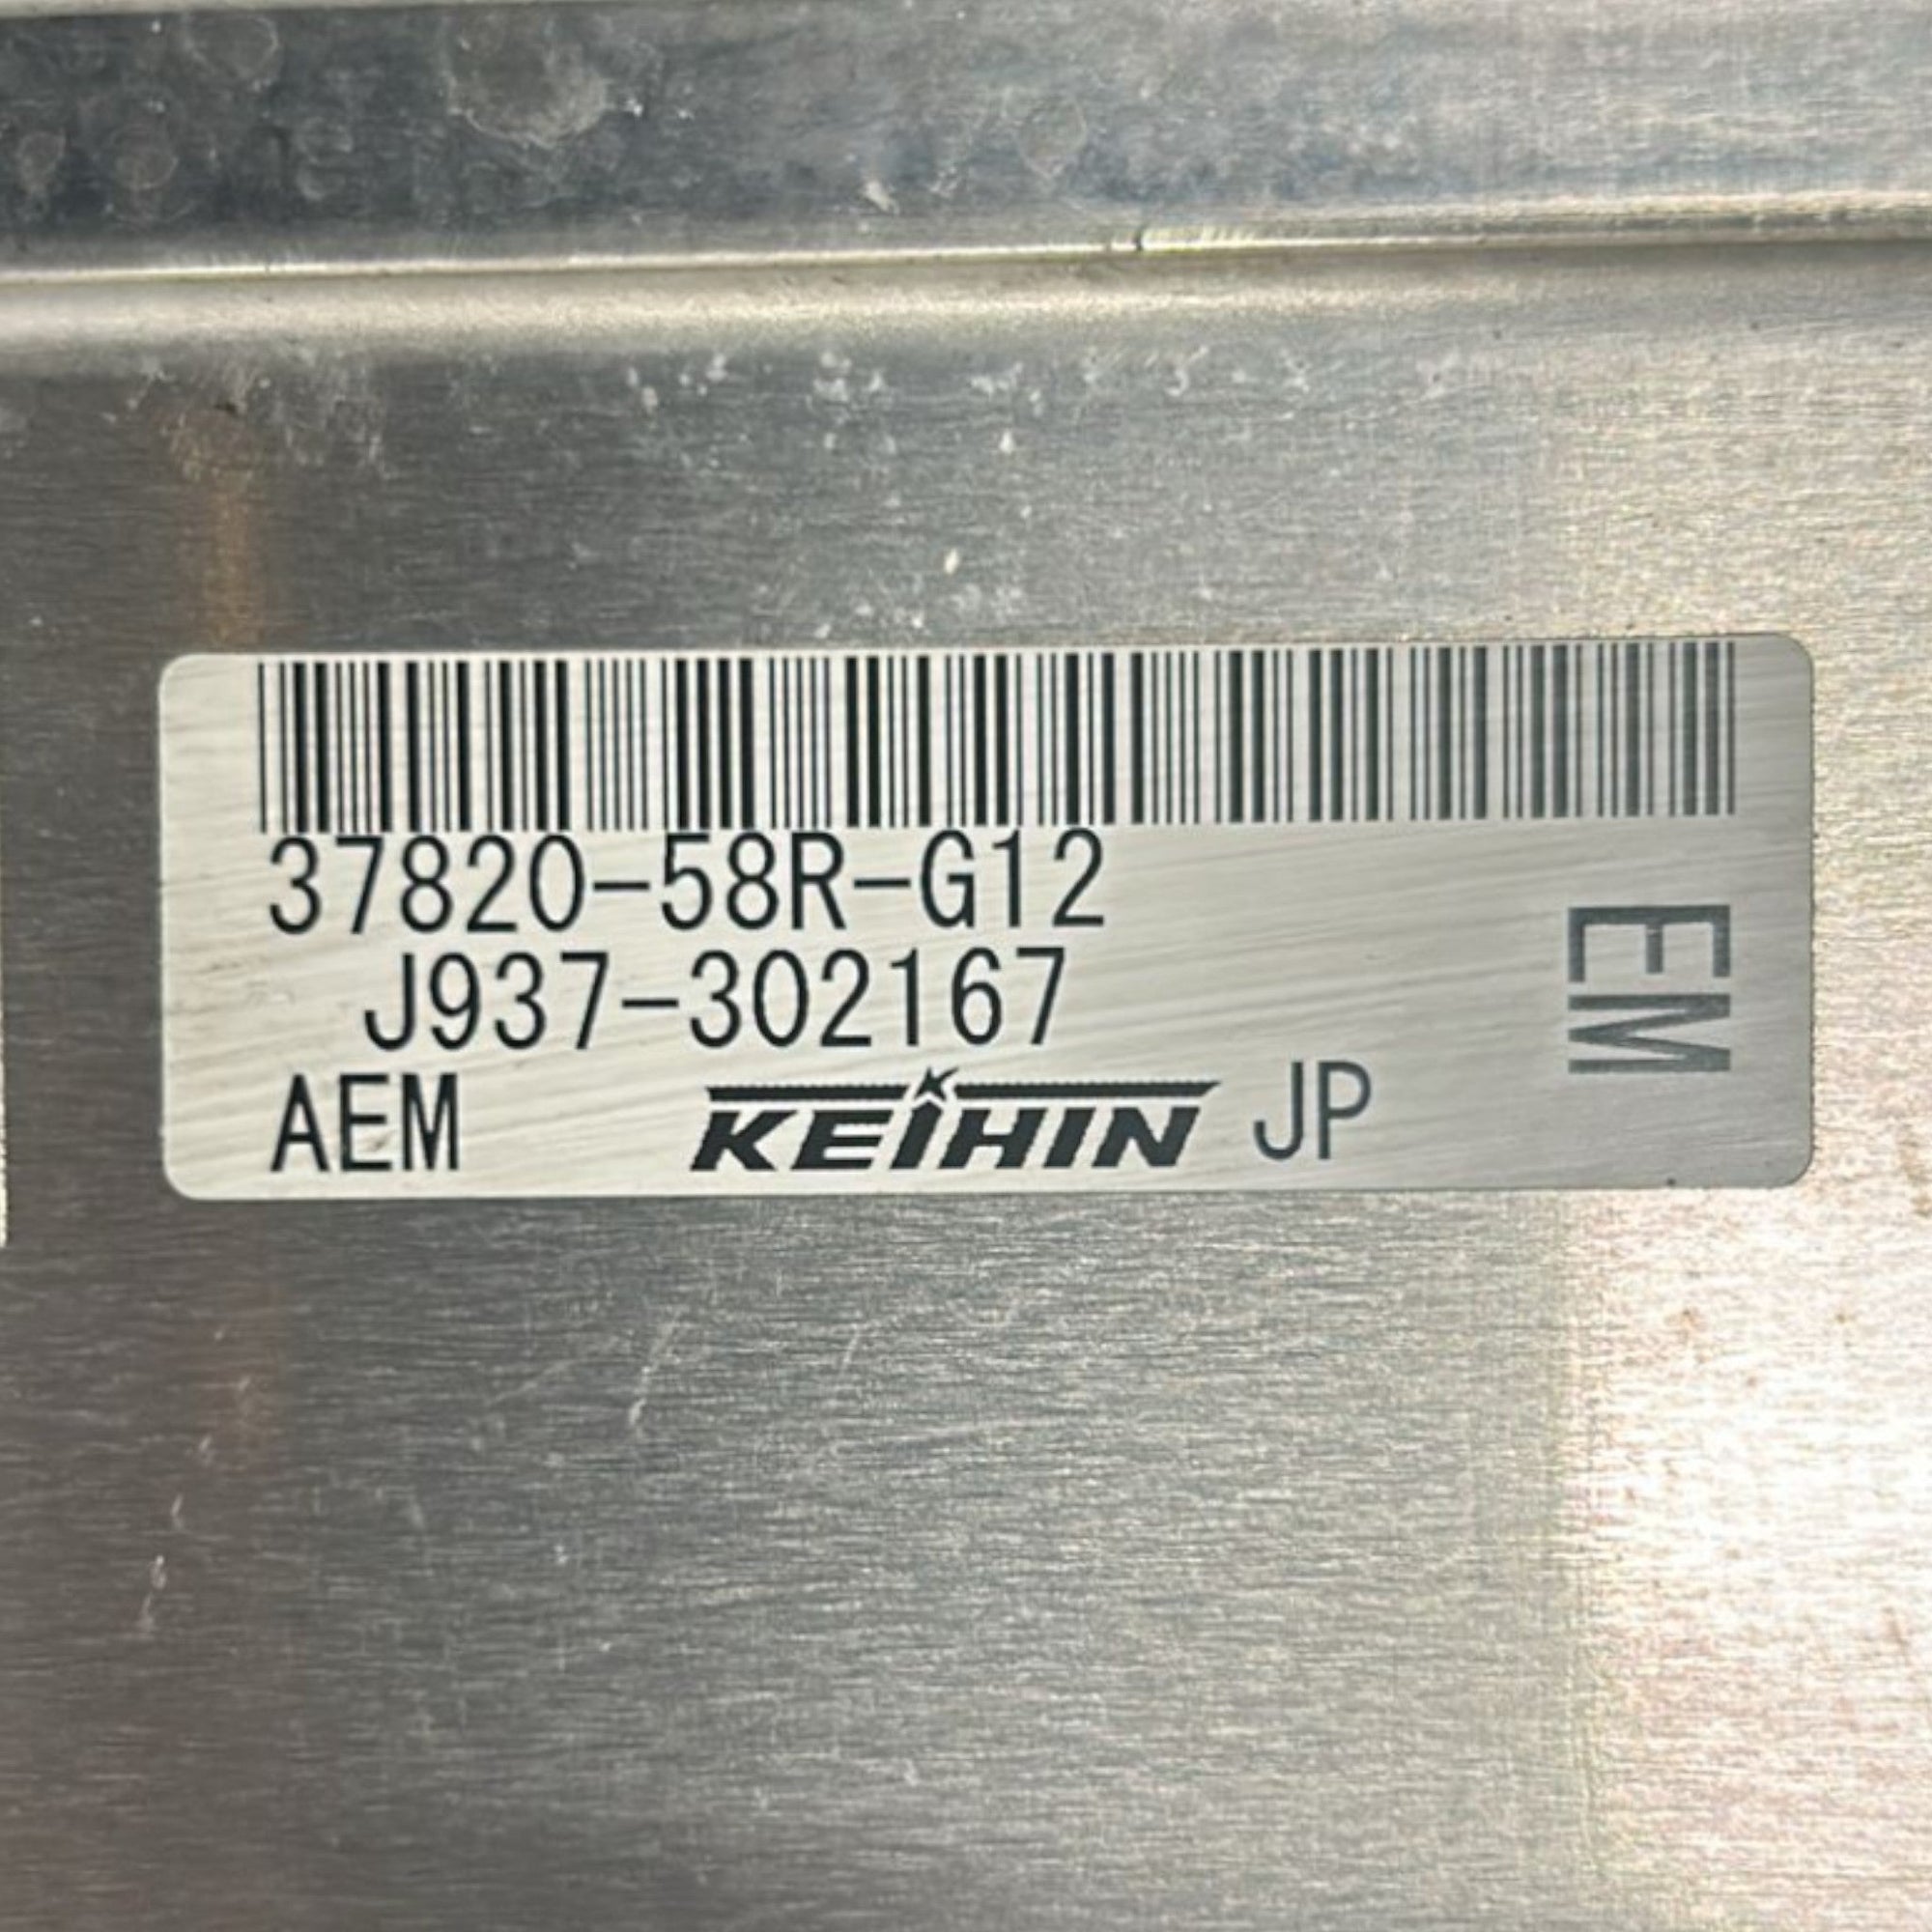 37820-58R-G12
J937-302167
AEM KEIHIN JP
EM